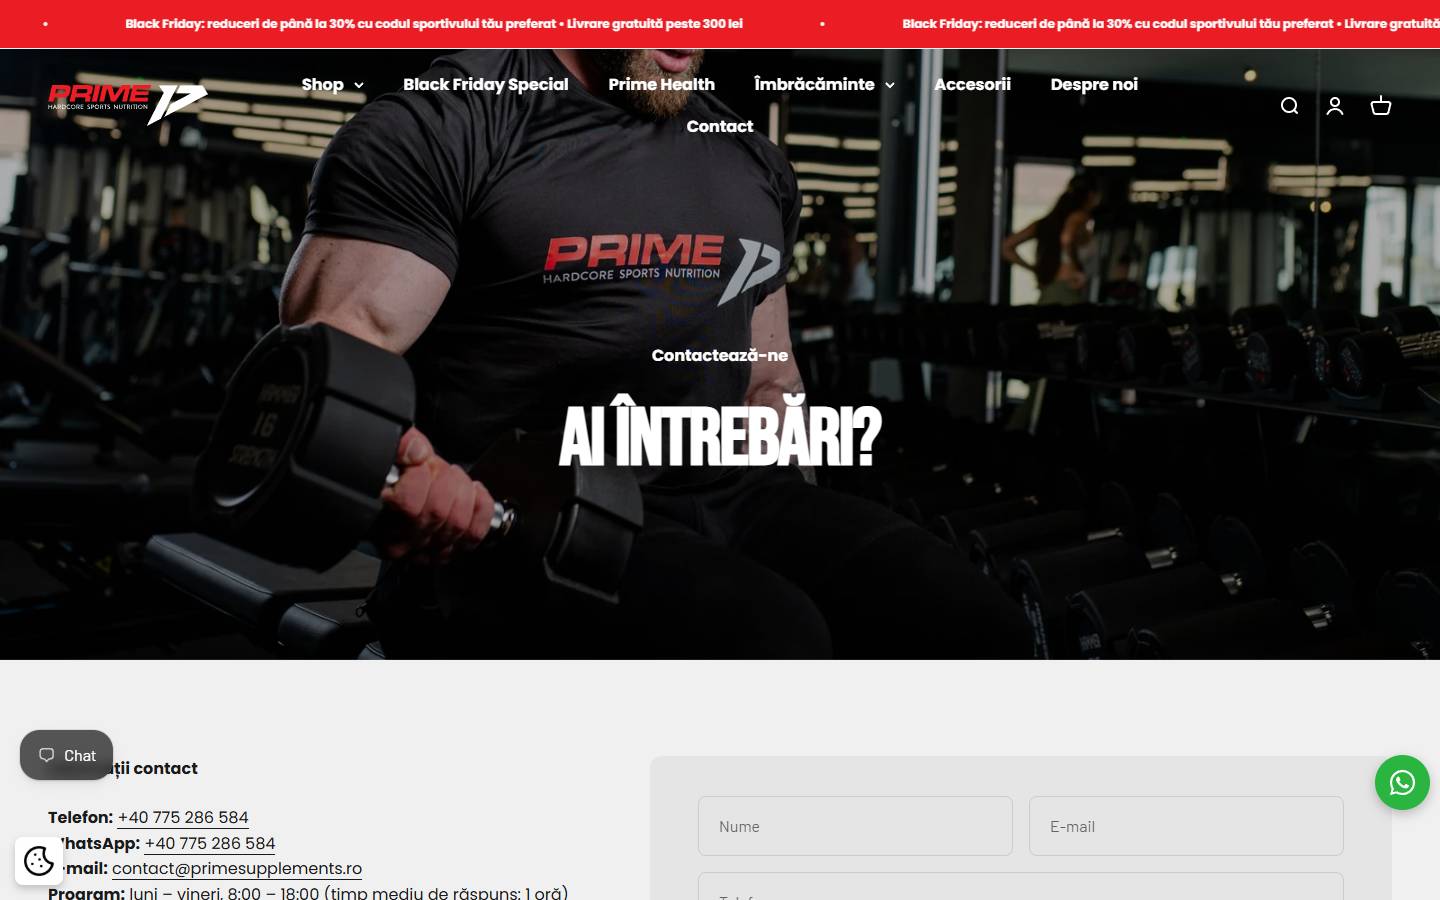 • Black Friday: reduceri de până la 30% cu codul sportivului tău preferat • Livrare gratuită peste 300 lei • Black Friday: reduceri de până la 30% cu codul sportivului tău preferat • Livrare gratuită
PRIME
HARDCORE SPORTS NUTRITION
Shop Black Friday Special Prime Health Îmbrăcăminte Accesorii Despre noi
Contact
PRIME
HARDCORE SPORTS NUTRITION
Contactează-ne
AI ÎNTREBĂRI?
16
Chat
contact
Telefon: +40 775 286 584
WhatsApp: +40 775 286 584
E-mail: contact@primesupplements.ro
Program: luni – vineri, 8:00 – 18:00 (timp mediu de răspuns: 1 oră)
Nume
E-mail